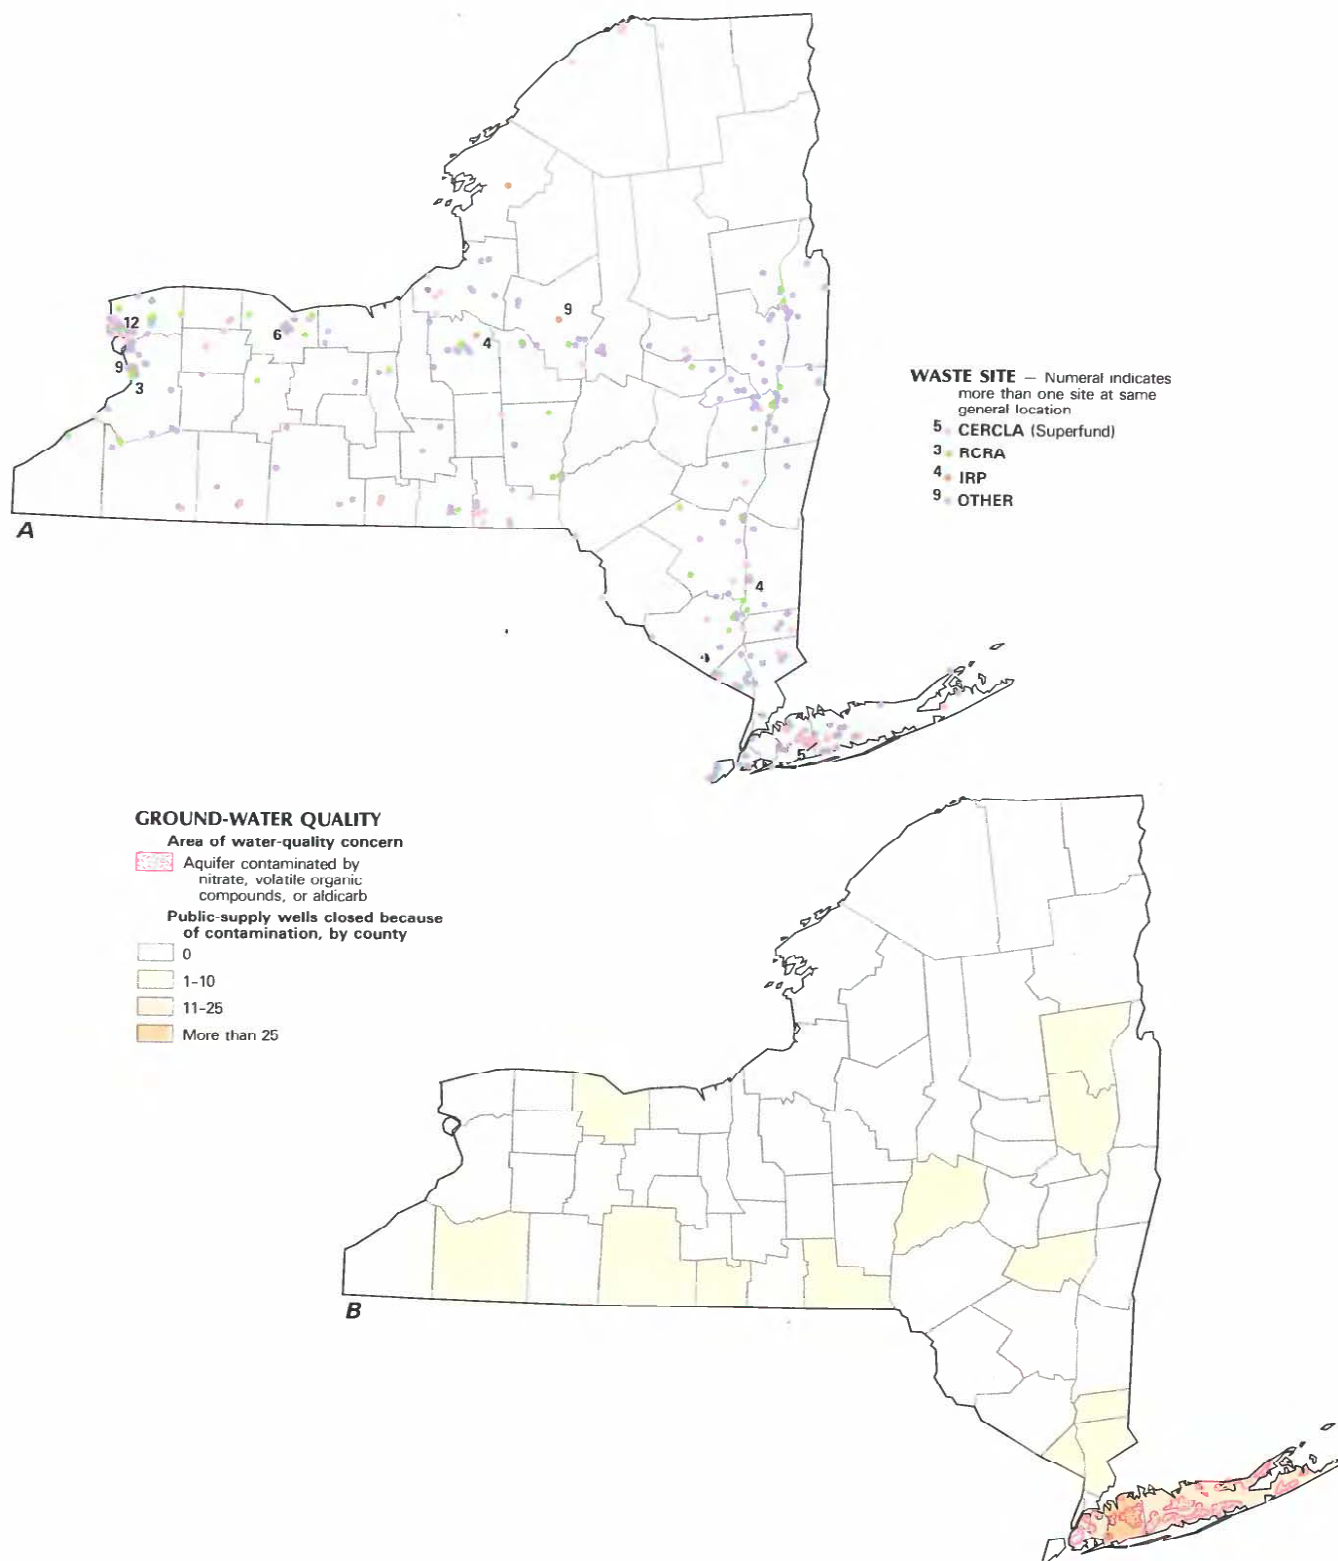 12
9
6
4
9
3
WASTE SITE — Numeral indicates
more than one site at same
general location
5 CERCLA (Superfund)
3 RCRA
4 IRP
9 OTHER
A
4
5
GROUND-WATER QUALITY
Area of water-quality concern
Aquifer contaminated by
nitrate, volatile organic
compounds, or aldicarb
Public-supply wells closed because
of contamination, by county
0
1-10
11-25
More than 25
B